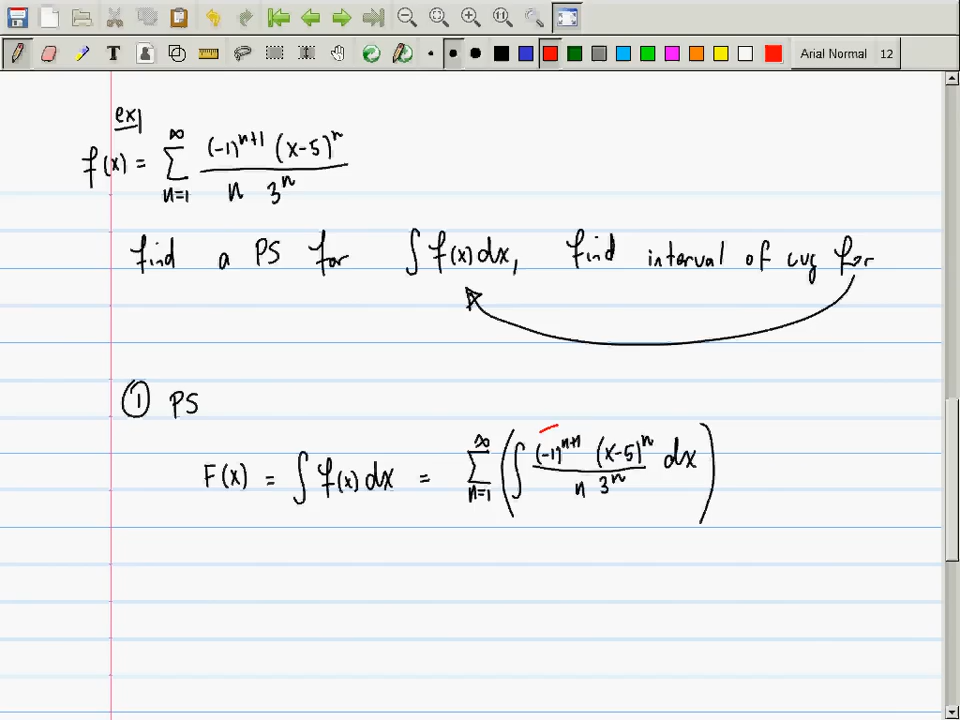 Arial Normal 12
ex1
f(x) = ∞ Σ n=1 (-1)^{n+1} (x-5)^n / n 3^n
find a PS for ∫ f(x) dx, find interval of cvg for
① PS
F(x) = ∫ f(x) dx = ∞ Σ n=1 ( ∫ (-1)^{n+1} (x-5)^n / n 3^n dx )